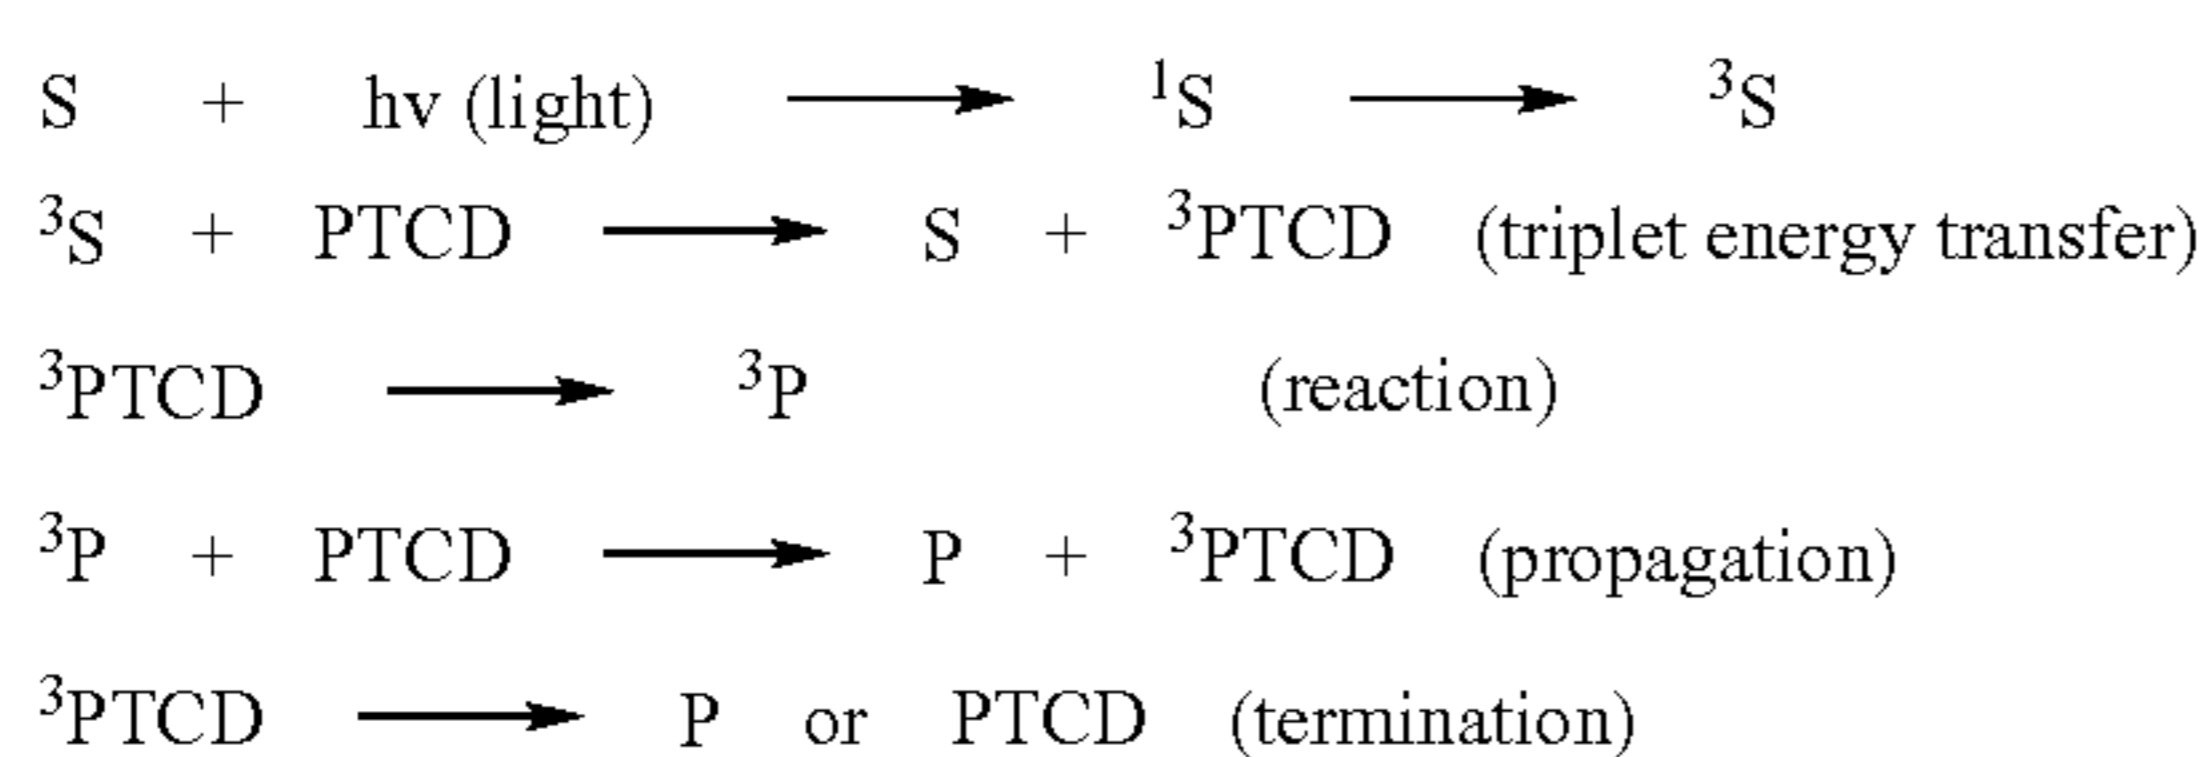 S + hν (light) ⟶ ¹S ⟶ ³S
³S + PTCD ⟶ S + ³PTCD (triplet energy transfer)
³PTCD ⟶ ³P (reaction)
³P + PTCD ⟶ P + ³PTCD (propagation)
³PTCD ⟶ P or PTCD (termination)